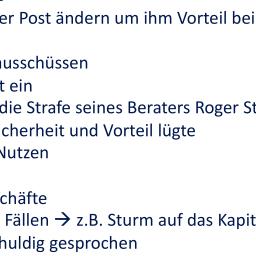 er Post ändern um ihm Vorteil bei
usschüssen
t ein
die Strafe seines Beraters Roger St
cherheit und Vorteil lügte
Nutzen
chäfte
Fällen → z.B. Sturm auf das Kapit
huldig gesprochen